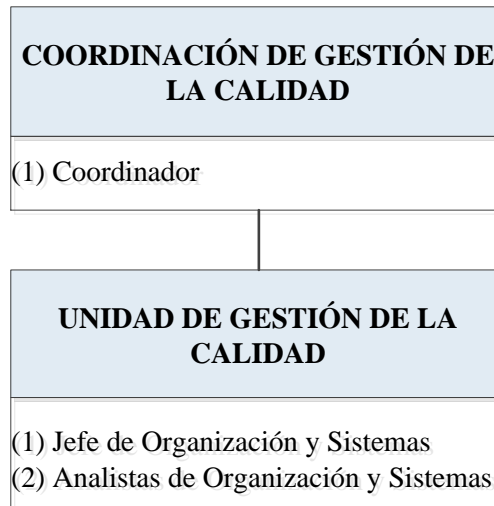 COORDINACIÓN DE GESTIÓN DE
LA CALIDAD
(1) Coordinador
UNIDAD DE GESTIÓN DE LA
CALIDAD
(1) Jefe de Organización y Sistemas
(2) Analistas de Organización y Sistemas